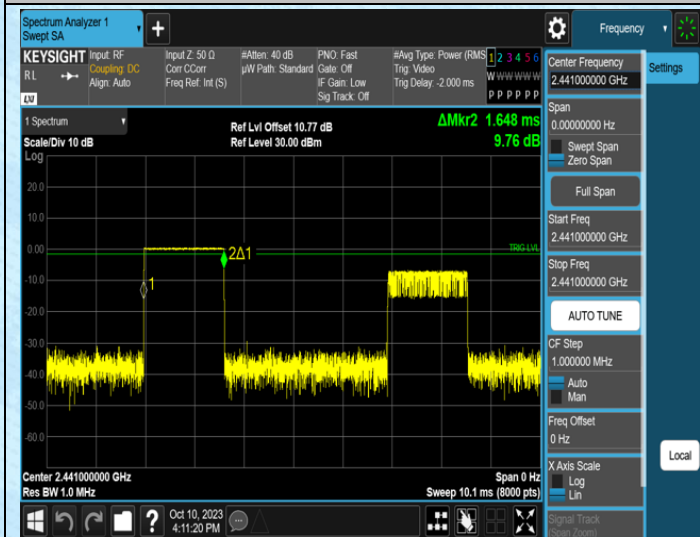 Spectrum Analyzer 1
Swept SA
Frequency
KEYSIGHT
RL
LXI
Input: RF
Coupling: DC
Align: Auto
Input Z: 50 Ω
Corr CCorr
Freq Ref: Int (S)
#Atten: 40 dB
µW Path: Standard
PNO: Fast
Gate: Off
IF Gain: Low
Sig Track: Off
#Avg Type: Power (RMS
Trig: Video
Trig Delay: -2.000 ms
1 2 3 4 5 6
W W W W W W
P P P P P P
Center Frequency
2.441000000 GHz
Settings
Span
0.00000000 Hz
Swept Span
Zero Span
Full Span
Start Freq
2.441000000 GHz
Stop Freq
2.441000000 GHz
AUTO TUNE
CF Step
1.000000 MHz
Auto
Man
Freq Offset
0 Hz
X Axis Scale
Log
Lin
Signal Track
(Span Zoom)
Local
1 Spectrum
Scale/Div 10 dB
Log
Ref Lvl Offset 10.77 dB
Ref Level 30.00 dBm
ΔMkr2 1.648 ms
9.76 dB
20.0
10.0
0.00
-10.0
-20.0
-30.0
-40.0
-50.0
-60.0
1
2Δ1
TRIG LVL
Center 2.441000000 GHz
Res BW 1.0 MHz
Span 0 Hz
Sweep 10.1 ms (8000 pts)
Oct 10, 2023
4:11:20 PM